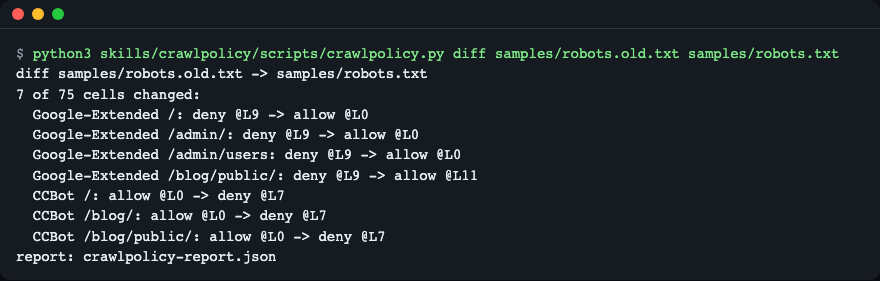 $ python3 skills/crawlpolicy/scripts/crawlpolicy.py diff samples/robots.old.txt samples/robots.txt
diff samples/robots.old.txt -> samples/robots.txt
7 of 75 cells changed:
  Google-Extended /: deny @L9 -> allow @L0
  Google-Extended /admin/: deny @L9 -> allow @L0
  Google-Extended /admin/users: deny @L9 -> allow @L0
  Google-Extended /blog/public/: deny @L9 -> allow @L11
  CCBot /: allow @L0 -> deny @L7
  CCBot /blog/: allow @L0 -> deny @L7
  CCBot /blog/public/: allow @L0 -> deny @L7
report: crawlpolicy-report.json